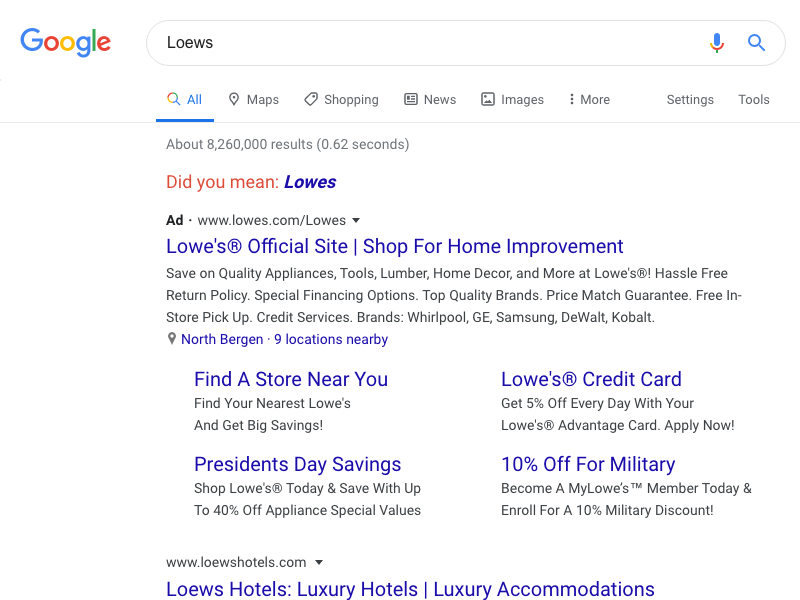 Google
Loews
All Maps Shopping News Images More Settings Tools
About 8,260,000 results (0.62 seconds)
Did you mean: Lowes
Ad · www.lowes.com/Lowes
Lowe's® Official Site | Shop For Home Improvement
Save on Quality Appliances, Tools, Lumber, Home Decor, and More at Lowe's®! Hassle Free
Return Policy. Special Financing Options. Top Quality Brands. Price Match Guarantee. Free In-
Store Pick Up. Credit Services. Brands: Whirlpool, GE, Samsung, DeWalt, Kobalt.
North Bergen · 9 locations nearby
Find A Store Near You
Find Your Nearest Lowe's
And Get Big Savings!
Lowe's® Credit Card
Get 5% Off Every Day With Your
Lowe's® Advantage Card. Apply Now!
Presidents Day Savings
Shop Lowe's® Today & Save With Up
To 40% Off Appliance Special Values
10% Off For Military
Become A MyLowe's™ Member Today &
Enroll For A 10% Military Discount!
www.loewshotels.com
Loews Hotels: Luxury Hotels | Luxury Accommodations